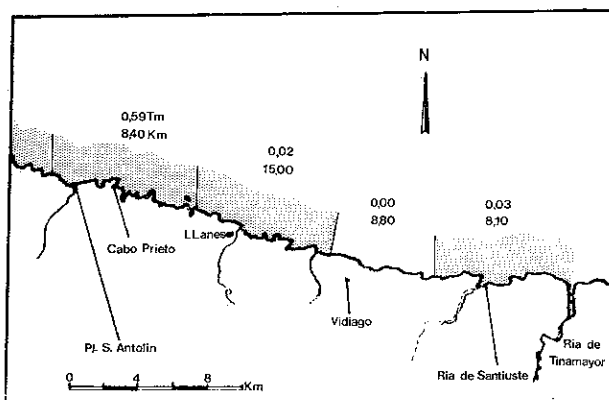 N
0,59Tm
8,40 Km
0,02
15,00
0,00
8,80
0,03
8,10
LLanes
Cabo Prieto
Vidiago
Pl. S. Antolin
Ria de Santiuste
Ria de
Tinamayor
0 4 8 Km